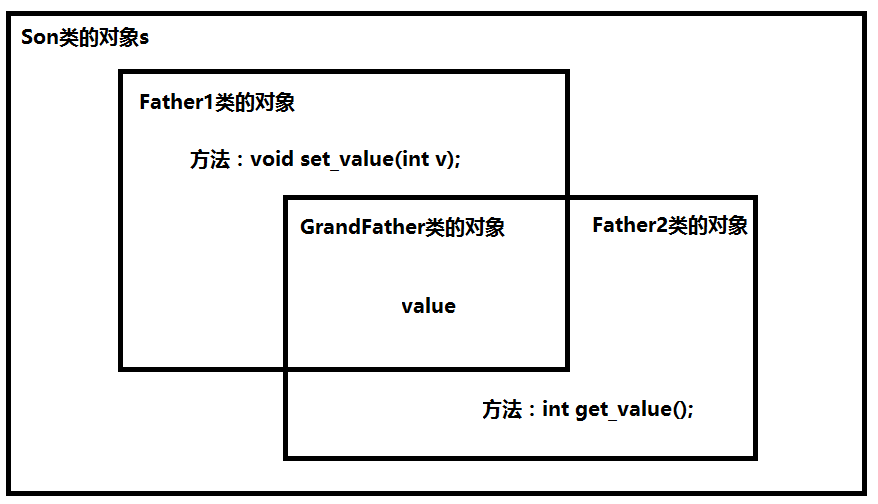 Son类的对象s
Father1类的对象
方法：void set_value(int v);
GrandFather类的对象
Father2类的对象
value
方法：int get_value();